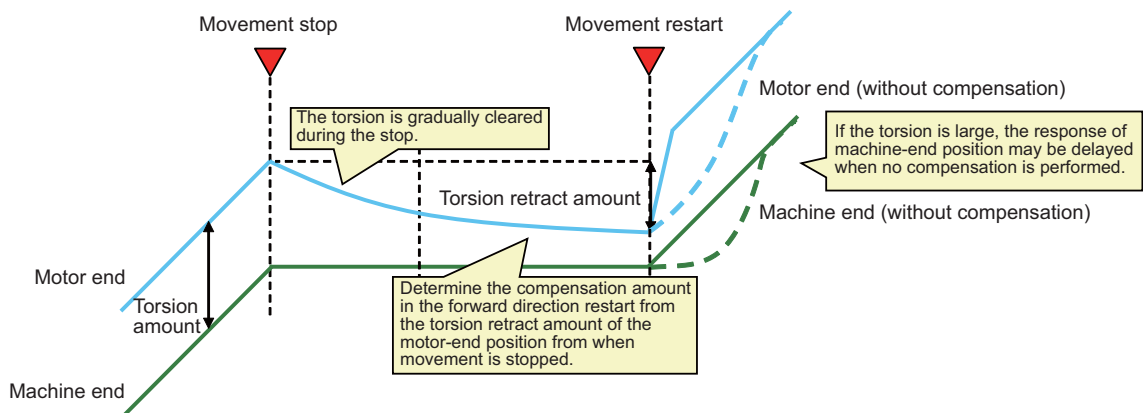 Movement stop
Movement restart
The torsion is gradually cleared
during the stop.
Motor end (without compensation)
If the torsion is large, the response of
machine-end position may be delayed
when no compensation is performed.
Torsion retract amount
Machine end (without compensation)
Motor end
Torsion
amount
Determine the compensation amount
in the forward direction restart from
the torsion retract amount of the
motor-end position from when
movement is stopped.
Machine end